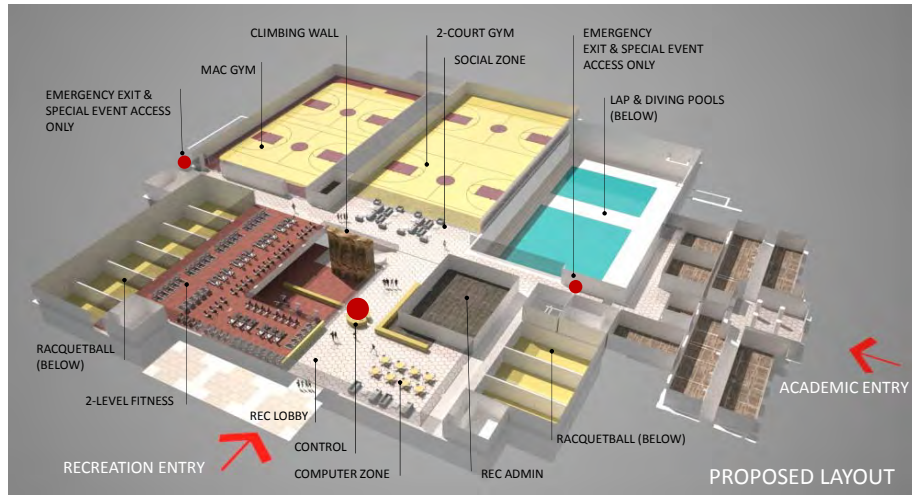 CLIMBING WALL
2-COURT GYM
EMERGENCY
EXIT & SPECIAL EVENT
ACCESS ONLY
MAC GYM
SOCIAL ZONE
EMERGENCY EXIT &
SPECIAL EVENT ACCESS
ONLY
LAP & DIVING POOLS
(BELOW)
RACQUETBALL
(BELOW)
2-LEVEL FITNESS
REC LOBBY
CONTROL
COMPUTER ZONE
REC ADMIN
RACQUETBALL (BELOW)
ACADEMIC ENTRY
RECREATION ENTRY
PROPOSED LAYOUT